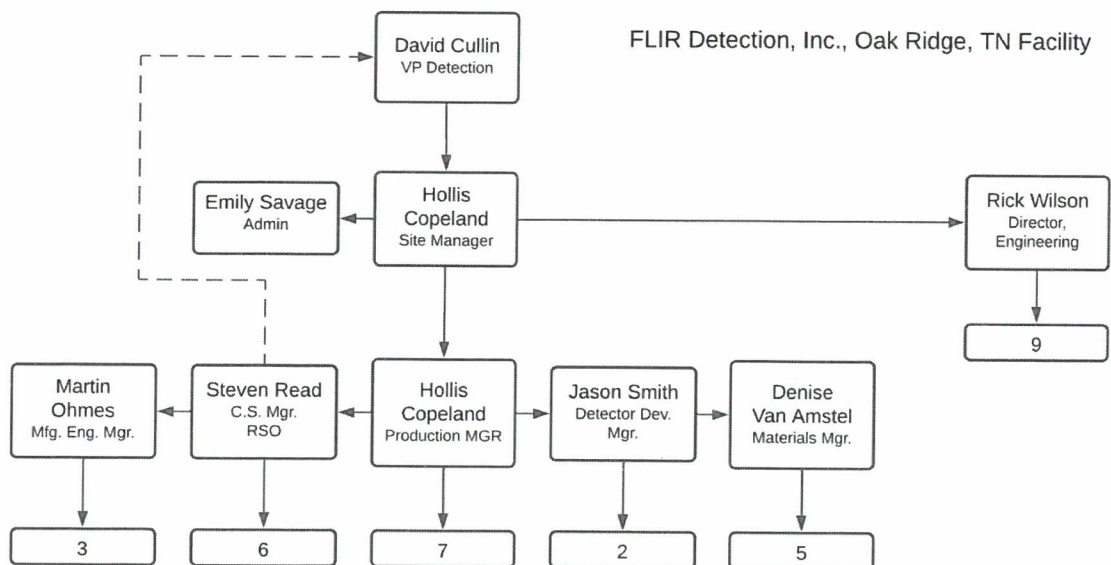 FLIR Detection, Inc., Oak Ridge, TN Facility
David Cullin
VP Detection
Emily Savage
Admin
Hollis
Copeland
Site Manager
Rick Wilson
Director,
Engineering
9
Martin
Ohmes
Mfg. Eng. Mgr.
Steven Read
C.S. Mgr.
RSO
Hollis
Copeland
Production MGR
Jason Smith
Detector Dev.
Mgr.
Denise
Van Amstel
Materials Mgr.
3
6
7
2
5